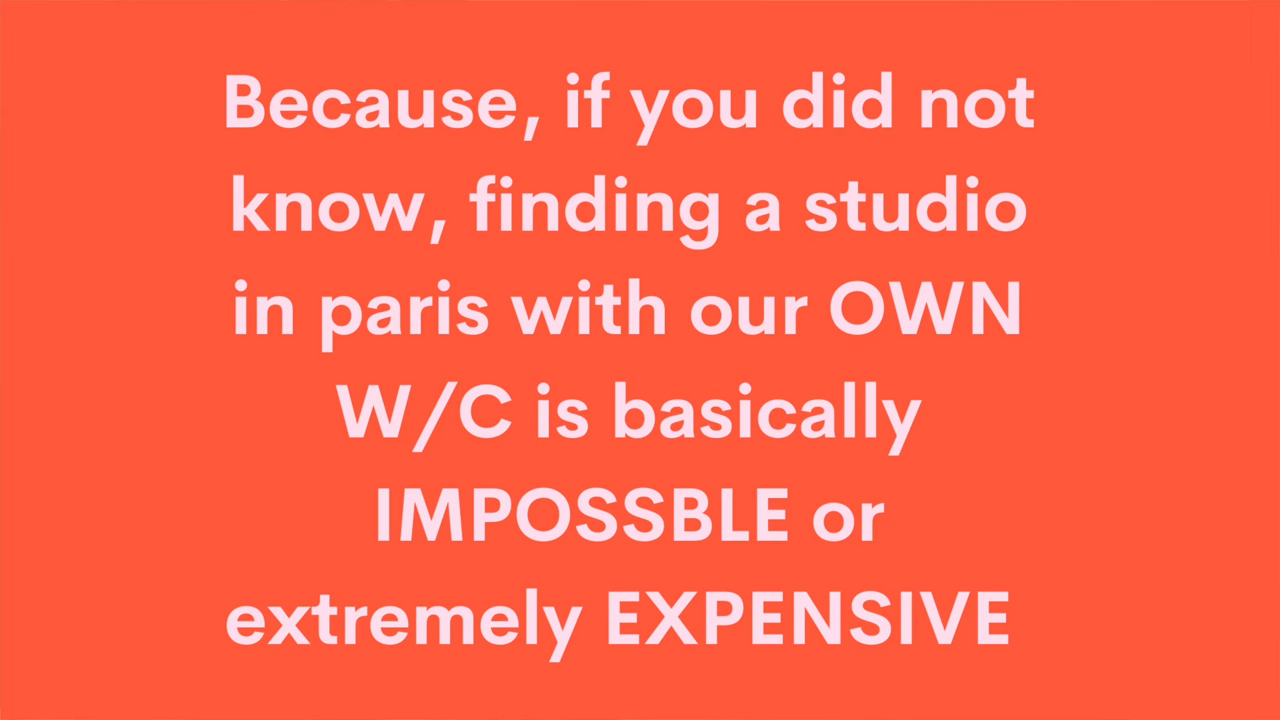 Because, if you did not
know, finding a studio
in paris with our OWN
W/C is basically
IMPOSSBLE or
extremely EXPENSIVE